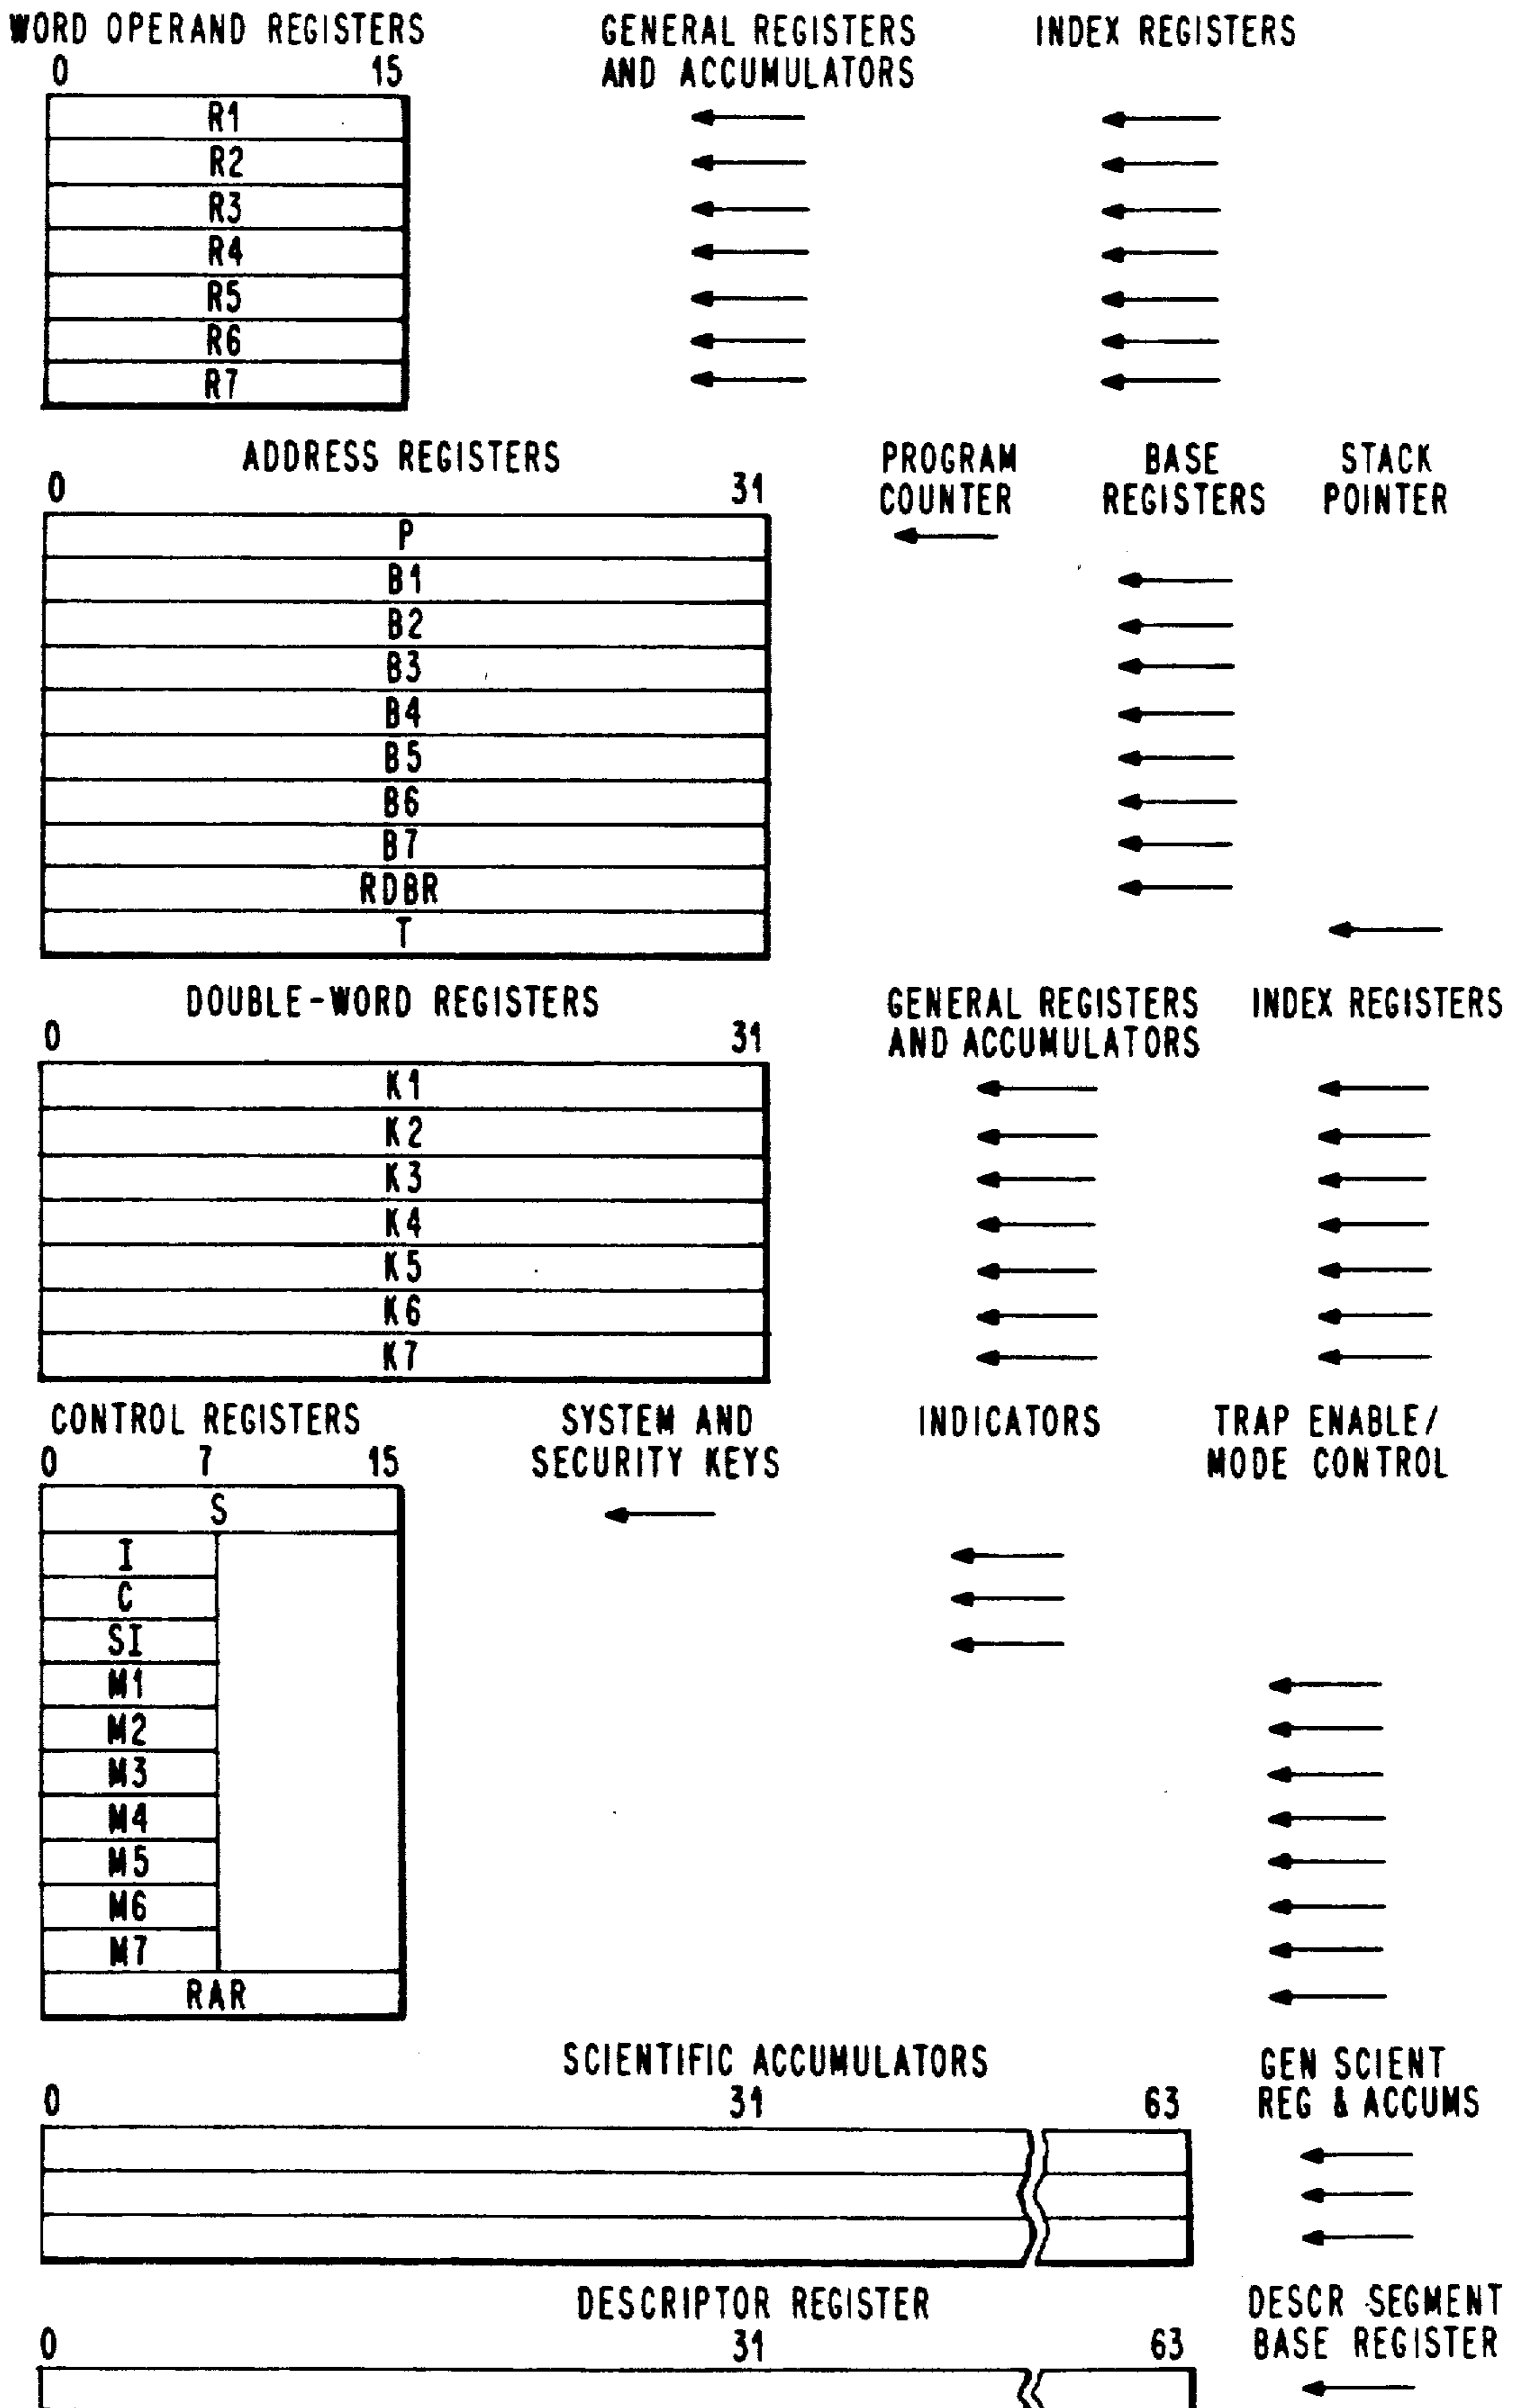 WORD OPERAND REGISTERS
GENERAL REGISTERS
AND ACCUMULATORS
INDEX REGISTERS
0 15
R1
R2
R3
R4
R5
R6
R7
ADDRESS REGISTERS
0 31
PROGRAM
COUNTER
BASE
REGISTERS
STACK
POINTER
P
B1
B2
B3
B4
B5
B6
B7
RDBR
T
DOUBLE-WORD REGISTERS
0 31
GENERAL REGISTERS
AND ACCUMULATORS
INDEX REGISTERS
K1
K2
K3
K4
K5
K6
K7
CONTROL REGISTERS
0 7 15
SYSTEM AND
SECURITY KEYS
INDICATORS
TRAP ENABLE/
MODE CONTROL
S
I
C
SI
M1
M2
M3
M4
M5
M6
M7
RAR
SCIENTIFIC ACCUMULATORS
0 31 63
GEN SCIENT
REG & ACCUMS
DESCRIPTOR REGISTER
0 31 63
DESCR SEGMENT
BASE REGISTER